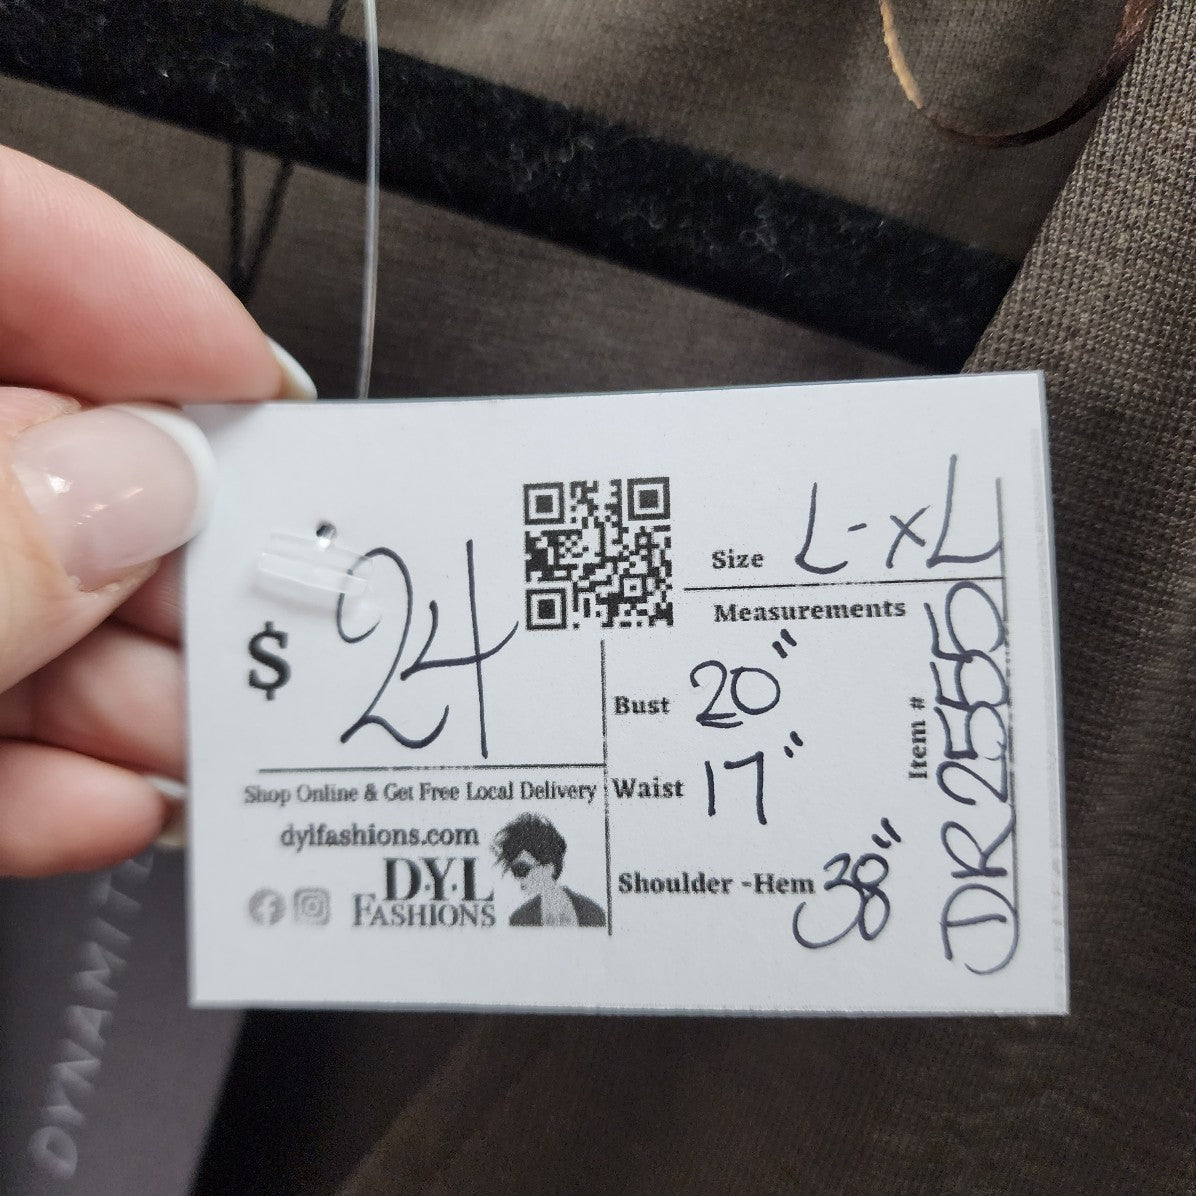 $ 24
Shop Online & Get Free Local Delivery
dylfashions.com
D.Y.L
FASHIONS
Size L-XL
Measurements
Bust 20"
Waist 17"
Shoulder -Hem 38"
Item # DR2555
DYNAMITE